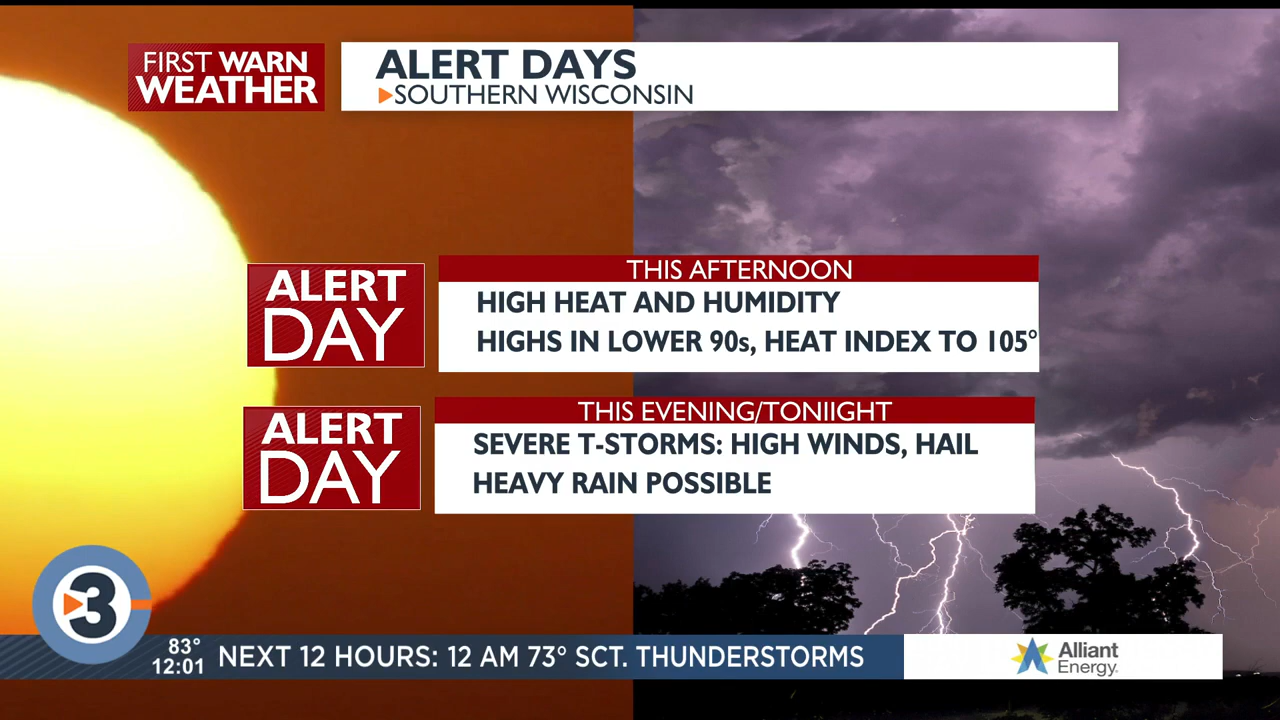 FIRST WARN
WEATHER
ALERT DAYS
SOUTHERN WISCONSIN
ALERT
DAY
THIS AFTERNOON
HIGH HEAT AND HUMIDITY
HIGHS IN LOWER 90s, HEAT INDEX TO 105°
ALERT
DAY
THIS EVENING/TONIIGHT
SEVERE T-STORMS: HIGH WINDS, HAIL
HEAVY RAIN POSSIBLE
3
83°
12:01
NEXT 12 HOURS: 12 AM 73° SCT. THUNDERSTORMS
Alliant
Energy.